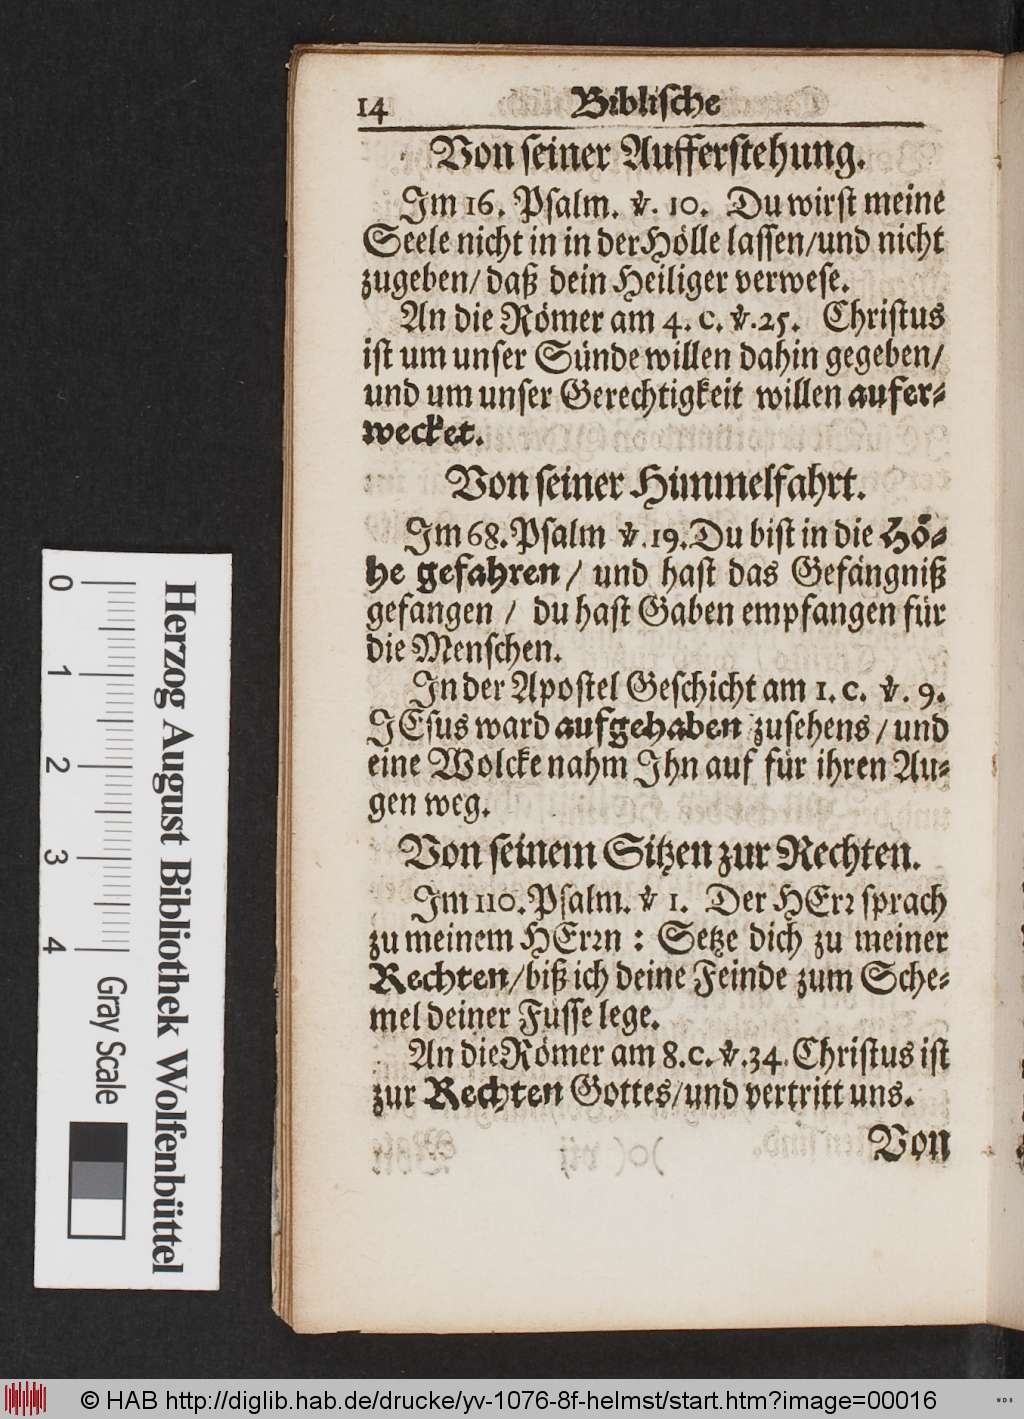 14 Biblische
Von seiner Aufferstehung.
Im 16. Psalm. ℣. 10. Du wirst meine
Seele nicht in in der Hölle lassen/und nicht
zugeben/ daß dein Heiliger verwese.
An die Römer am 4. C. ℣. 25. Christus
ist um unser Sünde willen dahin gegeben/
und um unser Gerechtigkeit willen aufer-
wecket.
Von seiner Himmelfahrt.
Im 68. Psalm ℣. 19. Du bist in die Hö-
he gefahren / und hast das Gefängniß
gefangen / du hast Gaben empfangen für
die Menschen.
In der Apostel Geschicht am 1. C. ℣. 9.
JEsus ward aufgehaben zusehens / und
eine Wolcke nahm Ihn auf für ihren Au-
gen weg.
Von seinem Sitzen zur Rechten.
Im 110. Psalm. ℣ 1. Der HErr sprach
zu meinem HErrn : Setze dich zu meiner
Rechten/biß ich deine Feinde zum Sche-
mel deiner Füsse lege.
An die Römer am 8. C. ℣. 34. Christus ist
zur Rechten Gottes/und vertritt uns.
Von
0 1 2 3 4
Gray Scale
Herzog August Bibliothek Wolfenbüttel
© HAB http://diglib.hab.de/drucke/yv-1076-8f-helmst/start.htm?image=00016